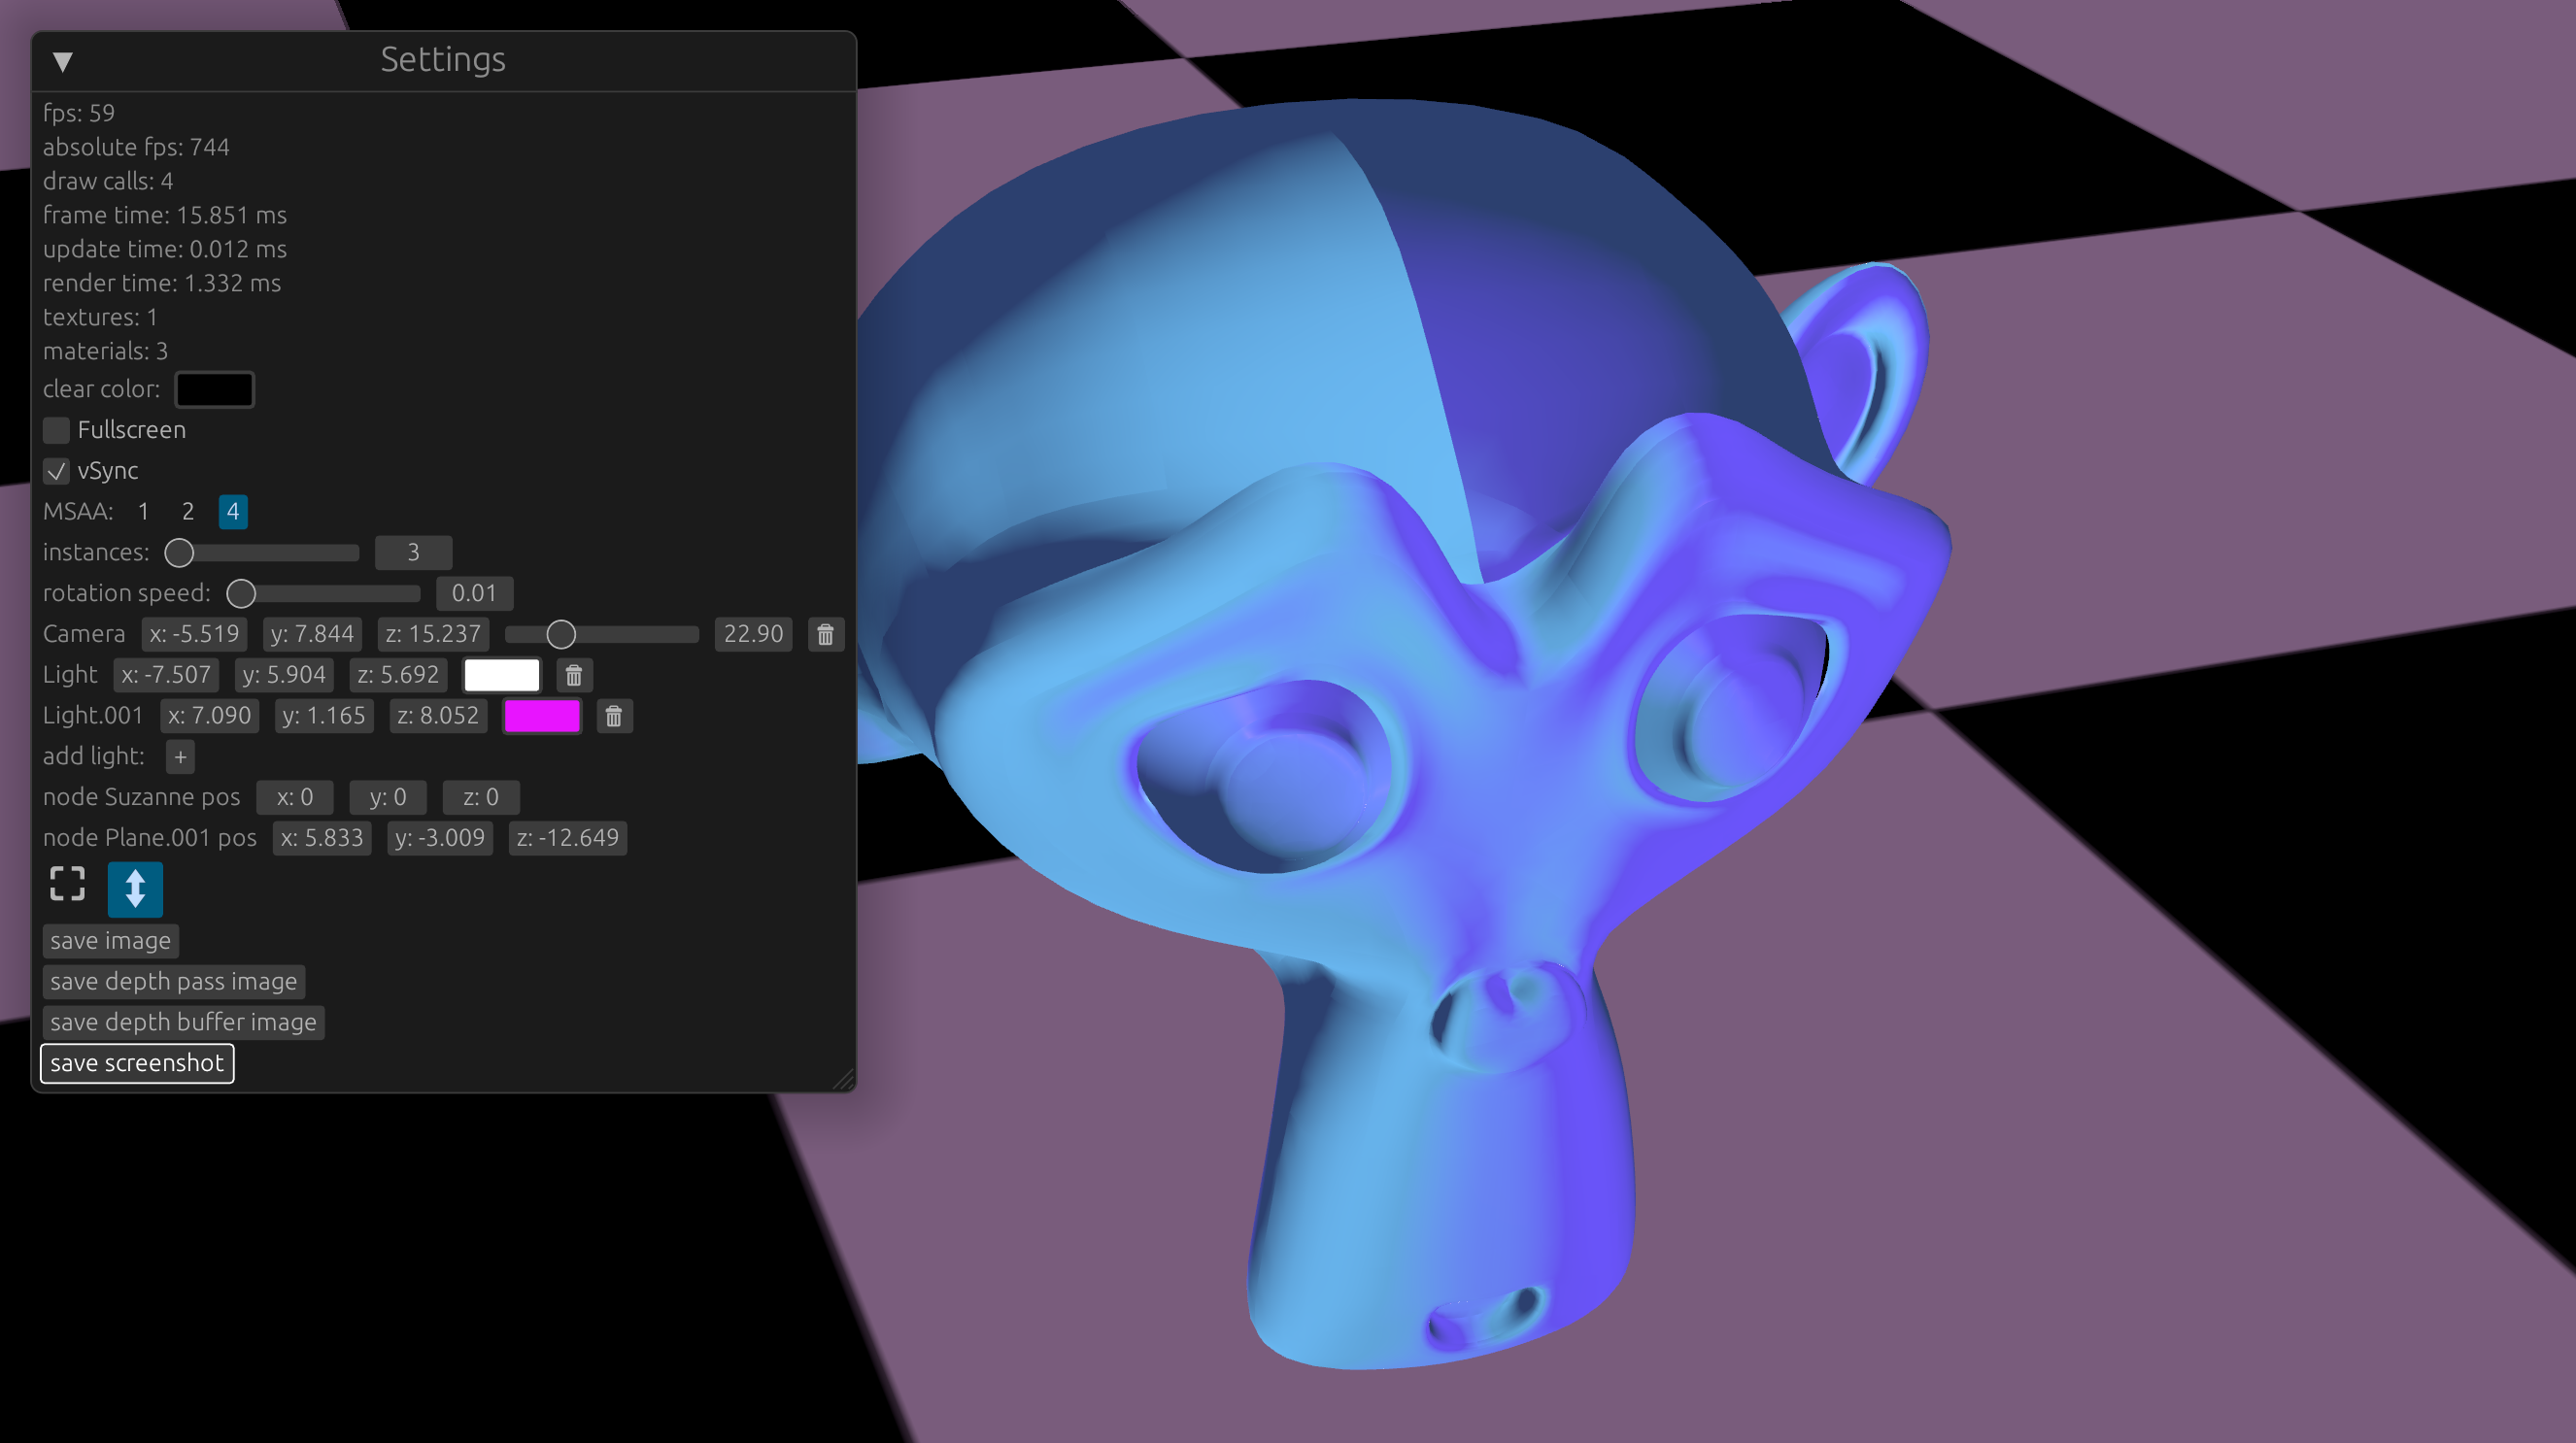 Settings
fps: 59
absolute fps: 744
draw calls: 4
frame time: 15.851 ms
update time: 0.012 ms
render time: 1.332 ms
textures: 1
materials: 3
clear color:
Fullscreen
vSync
MSAA: 1 2 4
instances: 3
rotation speed: 0.01
Camera x: -5.519 y: 7.844 z: 15.237 22.90
Light x: -7.507 y: 5.904 z: 5.692
Light.001 x: 7.090 y: 1.165 z: 8.052
add light: +
node Suzanne pos x: 0 y: 0 z: 0
node Plane.001 pos x: 5.833 y: -3.009 z: -12.649
save image
save depth pass image
save depth buffer image
save screenshot